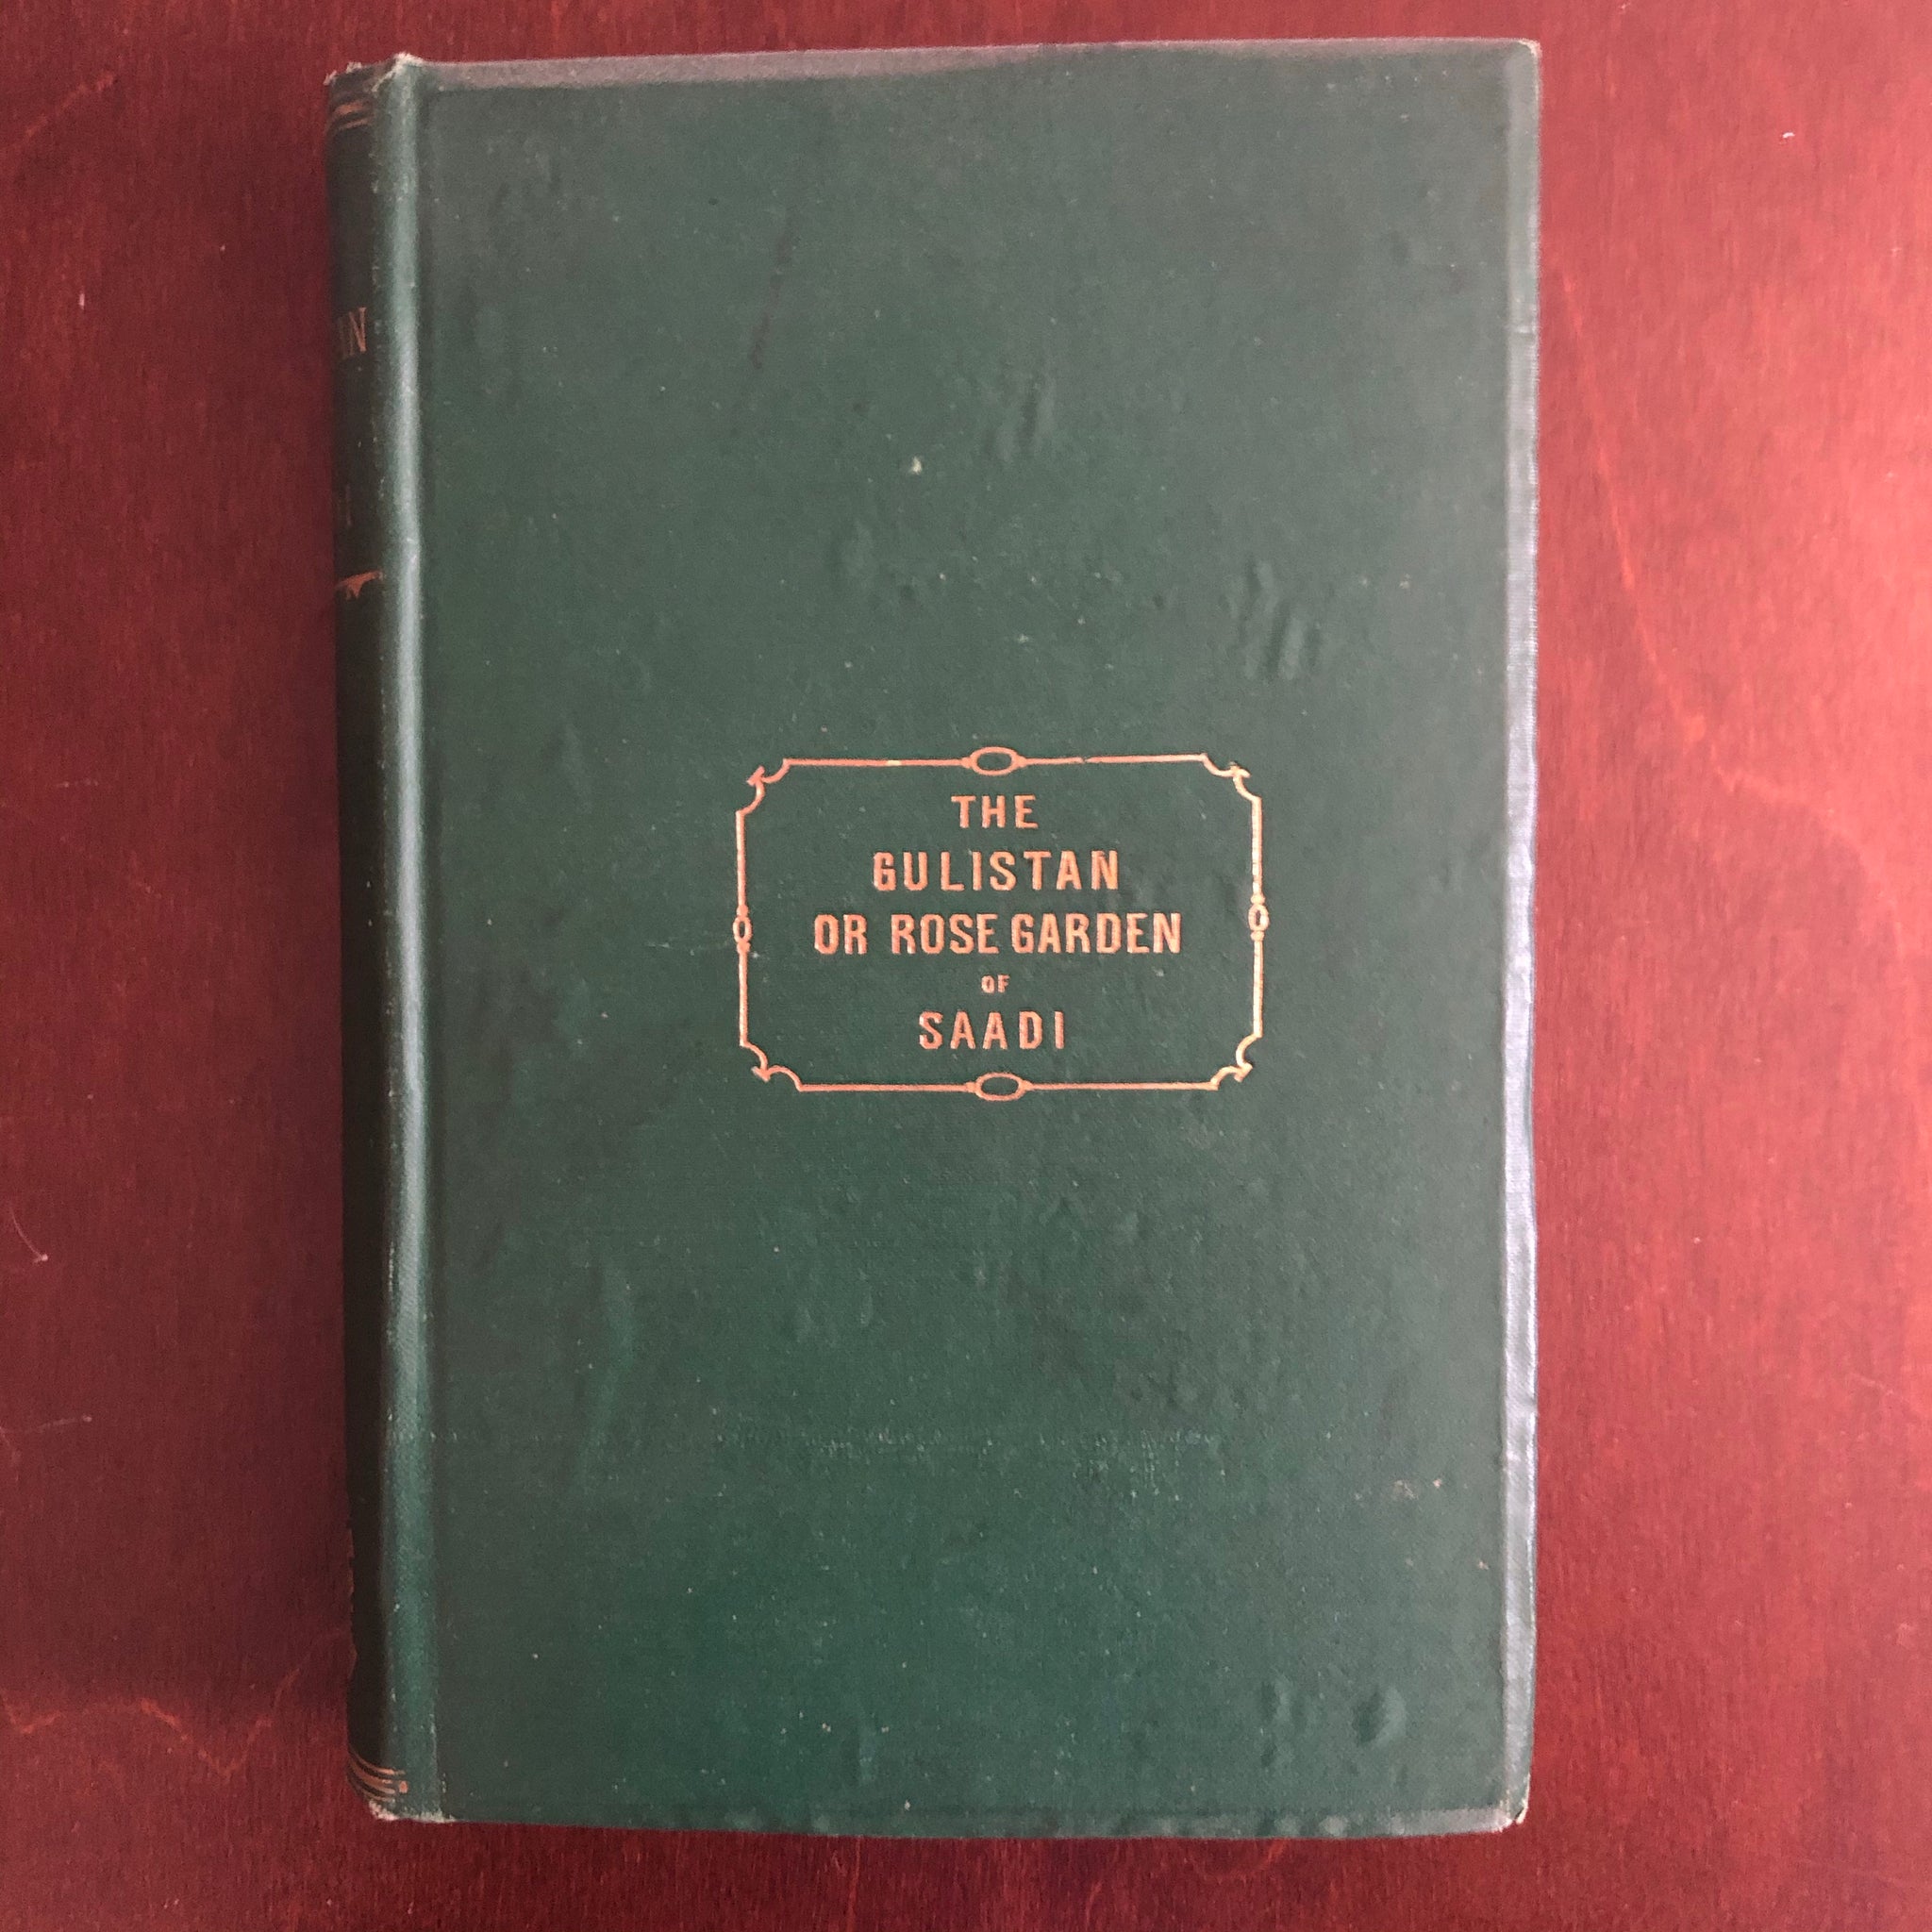 THE
GULISTAN
OR ROSE GARDEN
OF
SAADI